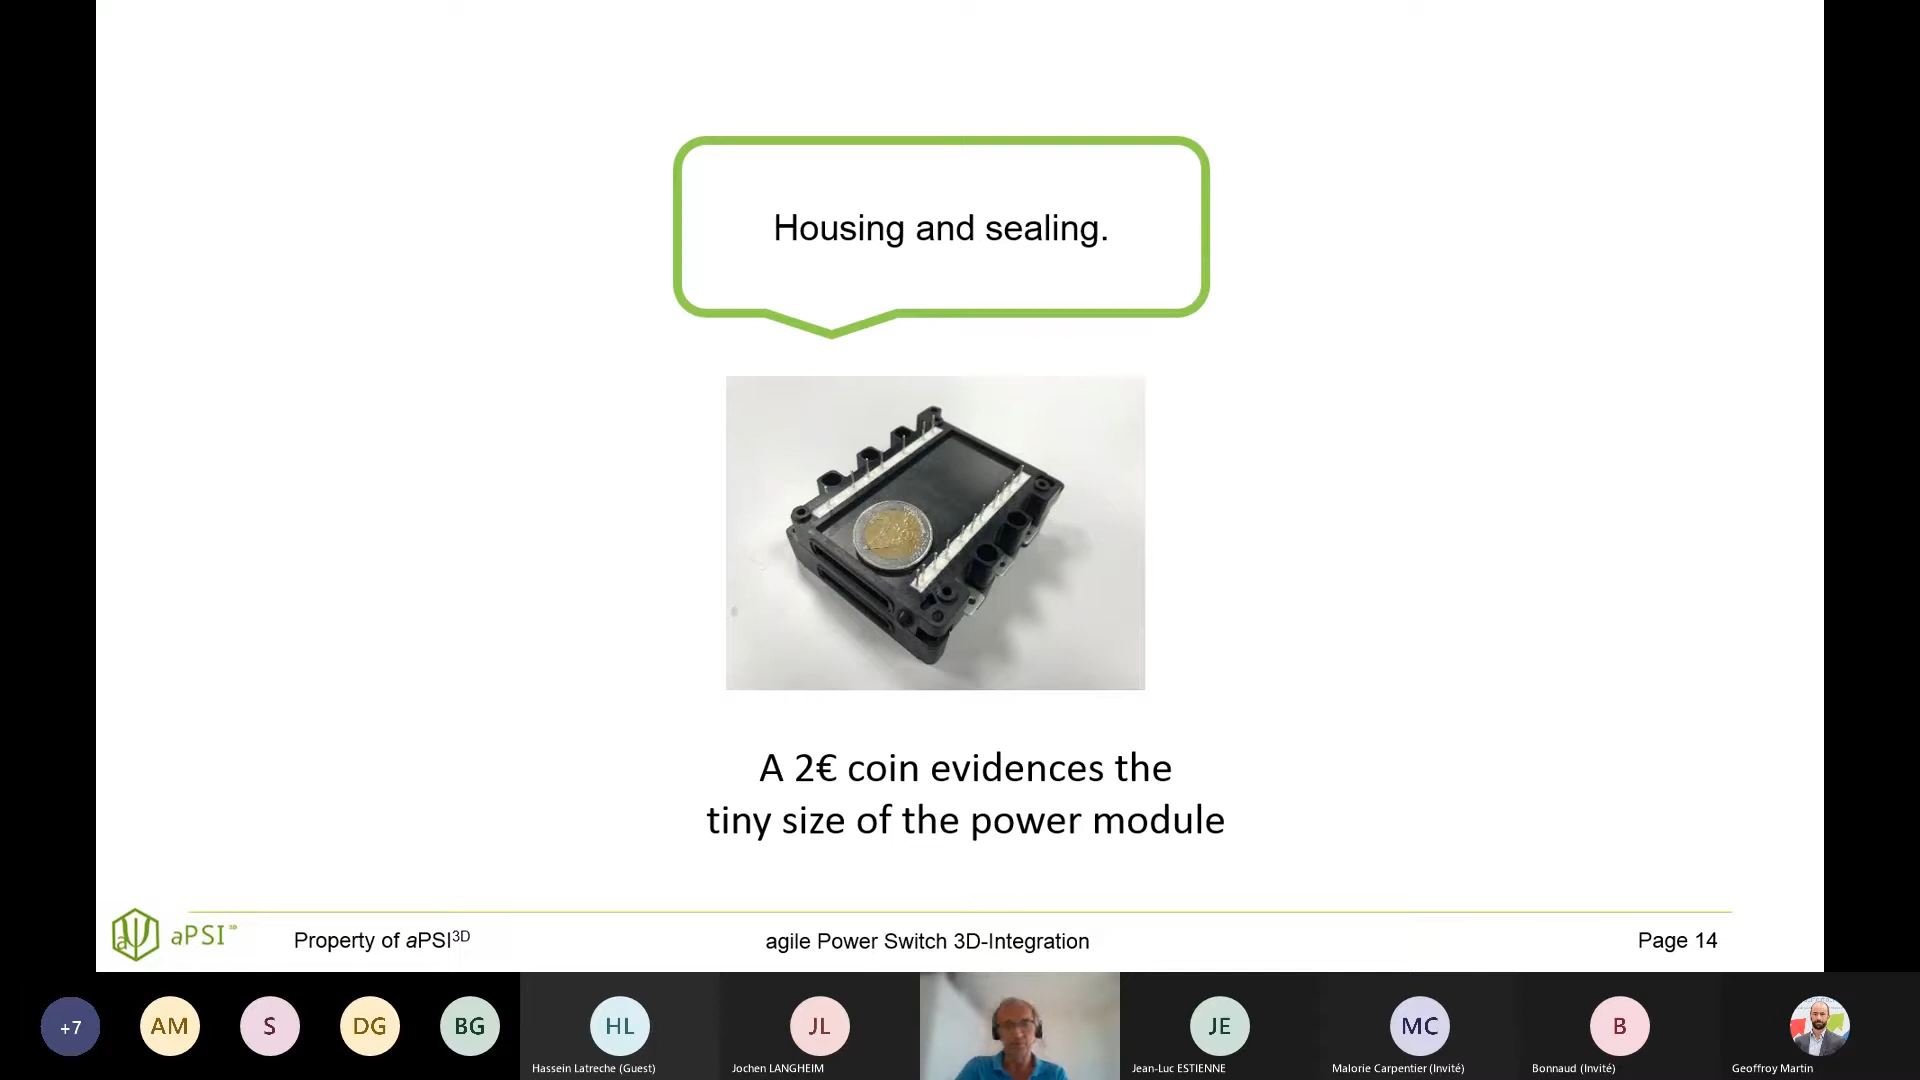 Housing and sealing.
A 2€ coin evidences the
tiny size of the power module
aPSI3D
Property of aPSI3D
agile Power Switch 3D-Integration
Page 14
+7
AM
S
DG
BG
HL
JL
JE
MC
B
Hassein Latreche (Guest)
Jochen LANGHEIM
Jean-Luc ESTIENNE
Malorie Carpentier (Invité)
Bonnaud (Invité)
Geoffroy Martin